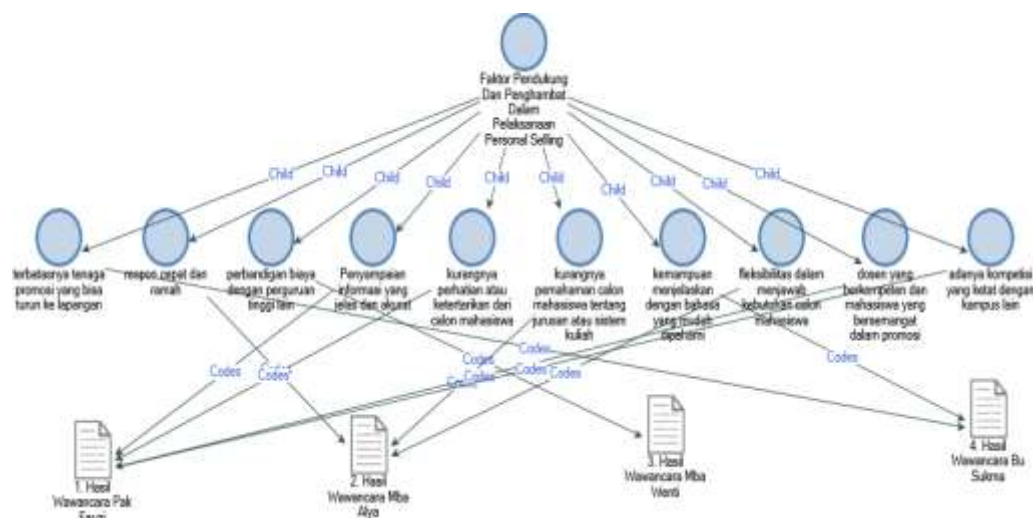 Faktor Pendukung
Dan Penghambat
Dalam
Pelaksanaan
Personal Selling
Child
Child
Child
Child
Child
Child
Child
Child
Child
Child
terbatasnya tenaga
promosi yang bisa
turun ke lapangan
respon cepat dan
ramah
perbandigan biaya
dengan perguruan
tinggi lain
Penyampaian
informasi yang
jelas dan akurat
kurangnya
perhatian atau
keterterikan dari
calon mahasiswa
kurangnya
pemahaman calon
mahasiswa tentang
jurusan atau sistem
kuliah
kemampuan
menjelaskan
dengan bahasa
yang mudah
dipahami
fleksibilitas dalam
menjawab
kebutuhan calon
mahasiswa
dosen yang
berkompeten dan
mahasiswa yang
bersemangat
dalam promosi
adanya kompetisi
yang ketat dengan
kampus lain
Codes
Codes
Codes
Codes
Codes
Codes
Codes
Codes
1. Hasil
Wawancara Pak
2. Hasil
Wawancara Mba
Alya
3. Hasil
Wawancara Mba
Wenti
4. Hasil
Wawancara Bu
Sukma